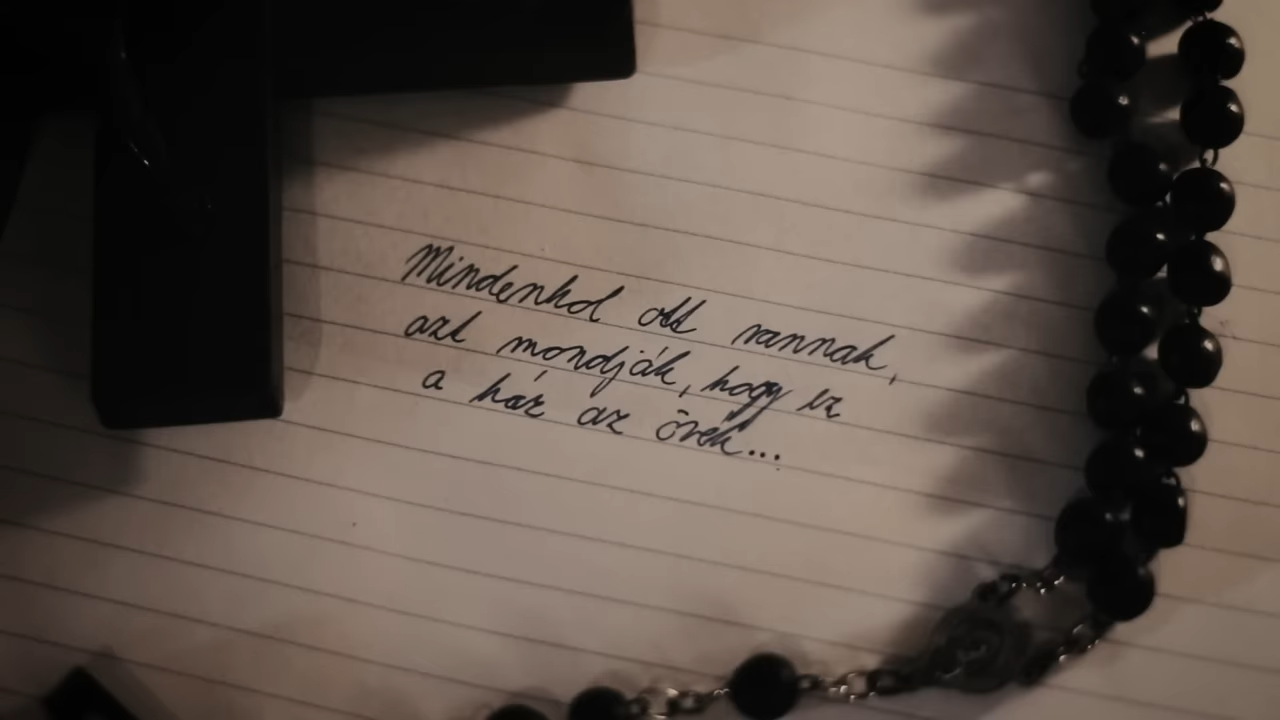 Mindenhol ott vannak,
azt mondják, hogy ez
a ház az övék...